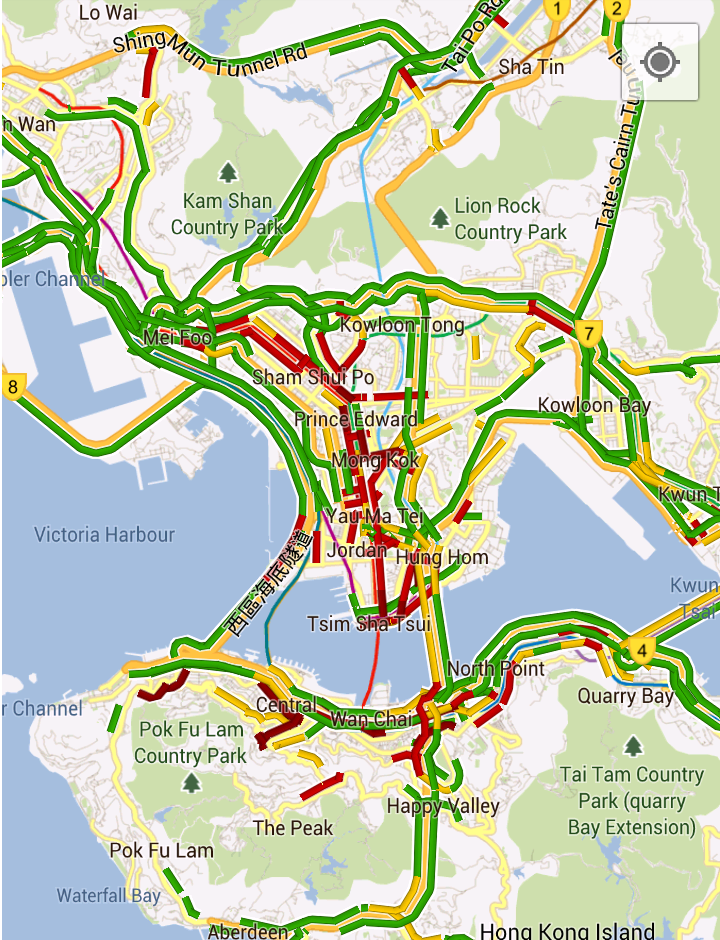 Lo Wai
1
2
Shing Mun Tunnel Rd
Tai Po Rd
Sha Tin
n Wan
Tate's Cairn Tu
Kam Shan
Country Park
Lion Rock
Country Park
bler Channel
Mei Foo
Kowloon Tong
7
8
Sham Shui Po
Prince Edward
Kowloon Bay
Mong Kok
Kwun T
Yau Ma Tei
Victoria Harbour
Jordan
Hung Hom
西區海底隧道
Kwun
Tsai
Tsim Sha Tsui
4
North Point
Quarry Bay
r Channel
Central
Wan Chai
Pok Fu Lam
Country Park
Tai Tam Country
Park (quarry
Bay Extension)
Happy Valley
The Peak
Pok Fu Lam
Waterfall Bay
Aberdeen
Hong Kong Island